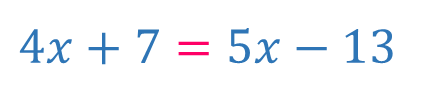 4x + 7 = 5x − 13